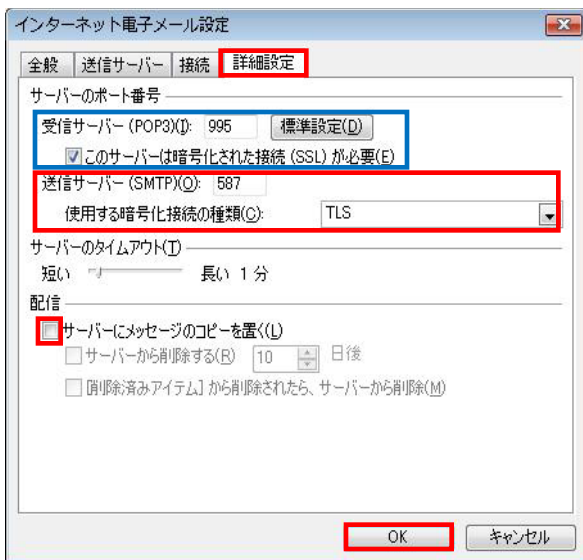 インターネット電子メール設定
全般 送信サーバー 接続 詳細設定
サーバーのポート番号
受信サーバー (POP3)(I): 995 標準設定(D)
このサーバーは暗号化された接続 (SSL) が必要(E)
送信サーバー (SMTP)(O): 587
使用する暗号化接続の種類(C): TLS
サーバーのタイムアウト(T)
短い 長い 1 分
配信
サーバーにメッセージのコピーを置く(L)
サーバーから削除する(R) 10 日後
[削除済みアイテム] から削除されたら、サーバーから削除(M)
OK キャンセル